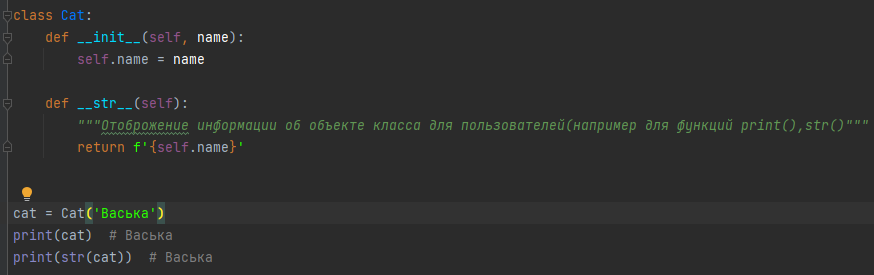 class Cat:
    def __init__(self, name):
        self.name = name
    def __str__(self):
        """Отоброжение информации об объекте класса для пользователей(например для функций print(),str()"""
        return f'{self.name}'
cat = Cat('Васька')
print(cat)  # Васька
print(str(cat))  # Васька